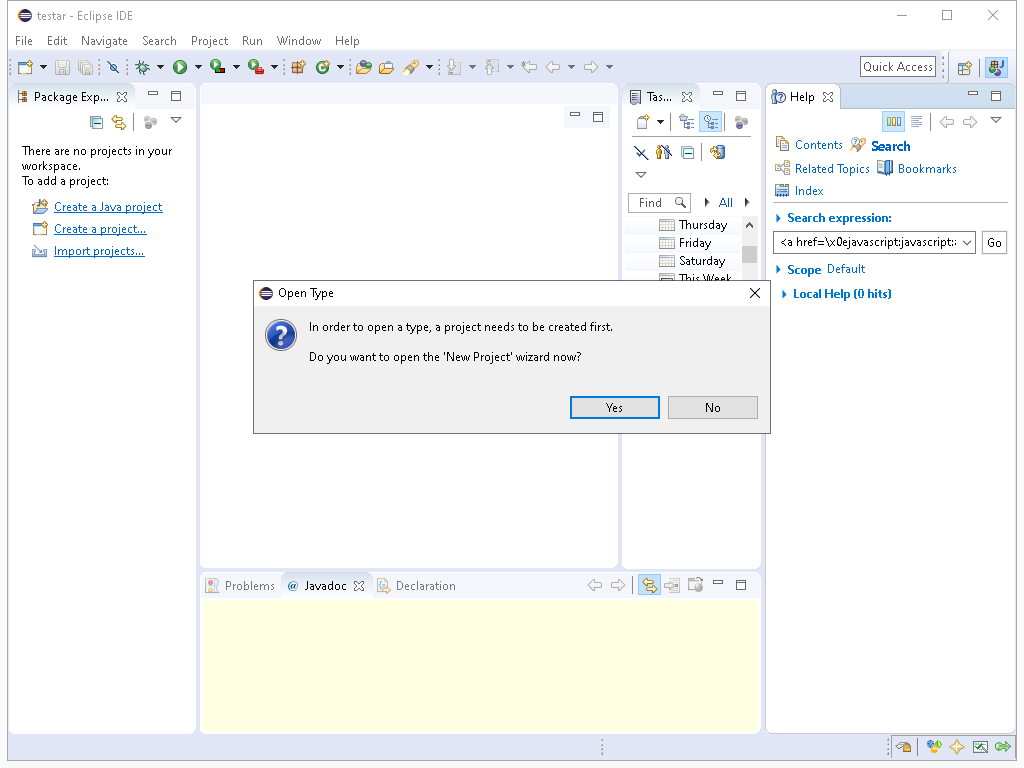 testar - Eclipse IDE
File Edit Navigate Search Project Run Window Help
Quick Access
Package Exp...
There are no projects in your
workspace.
To add a project:
Create a Java project
Create a project...
Import projects...
Tas...
Find
All
Thursday
Friday
Saturday
This Week
Help
Contents
Search
Related Topics
Bookmarks
Index
Search expression:
<a href=\x0ejavascript:javascript:
Go
Scope Default
Local Help (0 hits)
Open Type
In order to open a type, a project needs to be created first.
Do you want to open the 'New Project' wizard now?
Yes
No
Problems
@ Javadoc
Declaration